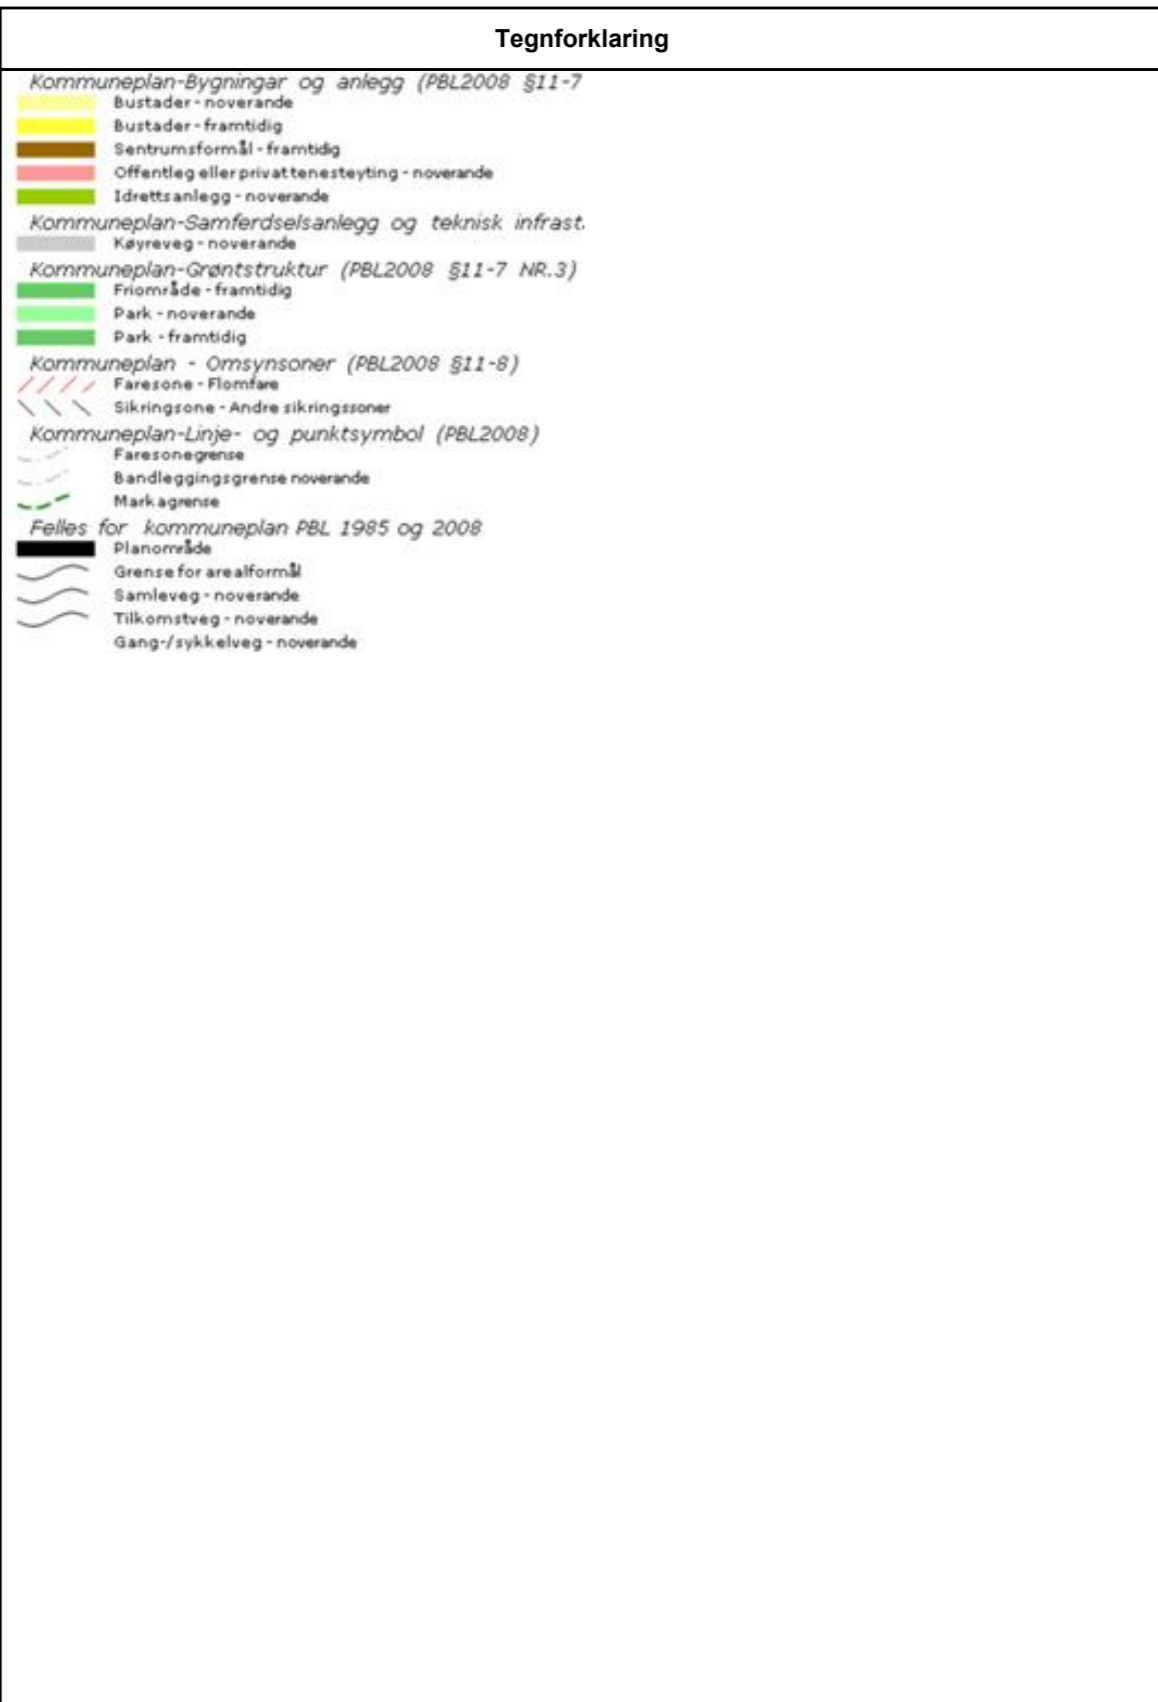 Tegnforklaring
Kommuneplan-Bygningar og anlegg (PBL2008 §11-7
Bustader - noverande
Bustader - framtidig
Sentrumsformål - framtidig
Offentleg eller privat tenesteyting - noverande
Idrettsanlegg - noverande
Kommuneplan-Samferdselsanlegg og teknisk infrast.
Køyreveg - noverande
Kommuneplan-Grøntstruktur (PBL2008 §11-7 NR.3)
Friområde - framtidig
Park - noverande
Park - framtidig
Kommuneplan - Omsynsoner (PBL2008 §11-8)
Faresone - Flomfare
Sikringsone - Andre sikringssoner
Kommuneplan-Linje- og punktsymbol (PBL2008)
Faresonegrense
Bandleggingsgrense noverande
Markagrense
Felles for kommuneplan PBL 1985 og 2008
Planområde
Grense for arealformål
Samleveg - noverande
Tilkomstveg - noverande
Gang-/sykkelveg - noverande